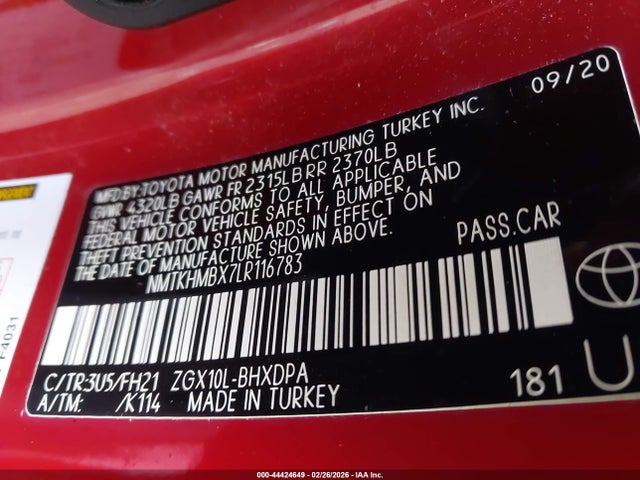 09/20
MFD.BY:TOYOTA MOTOR MANUFACTURING TURKEY INC.
GVWR 4320LB GAWR FR 2315LB RR 2370LB
THIS VEHICLE CONFORMS TO ALL APPLICABLE
FEDERAL MOTOR VEHICLE SAFETY, BUMPER, AND
THEFT PREVENTION STANDARDS IN EFFECT ON
THE DATE OF MANUFACTURE SHOWN ABOVE.
NMTKHMBX7LR116783 PASS.CAR
C/TR:3U5/FH21 ZGX10L-BHXDPA
A/TM: /K114 MADE IN TURKEY
181 U
F4031
000-44424649 | 02/26/2026 | IAA Inc.